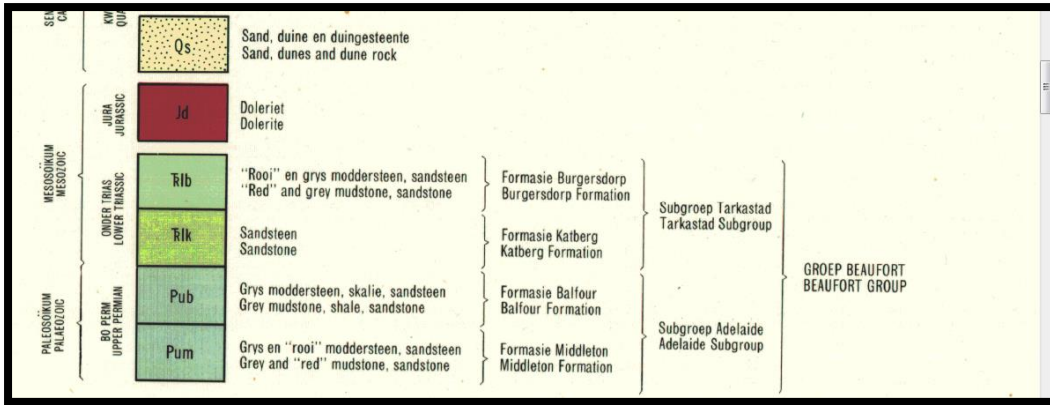 Qs
Sand, duine en duingesteente
Sand, dunes and dune rock
MESOSOÏKUM
MESOZOIC
JURA
JURASSIC
Jd
Doleriet
Dolerite
ONDER TRIAS
LOWER TRIASSIC
Rlb
"Rooi" en grys moddersteen, sandsteen
"Red" and grey mudstone, sandstone
Formasie Burgersdorp
Burgersdorp Formation
Rlk
Sandsteen
Sandstone
Formasie Katberg
Katberg Formation
Subgroep Tarkastad
Tarkastad Subgroup
PALEOSOÏKUM
PALAEOZOIC
BO PERM
UPPER PERMIAN
Pub
Grys moddersteen, skalie, sandsteen
Grey mudstone, shale, sandstone
Formasie Balfour
Balfour Formation
Pum
Grys en "rooi" moddersteen, sandsteen
Grey and "red" mudstone, sandstone
Formasie Middleton
Middleton Formation
Subgroep Adelaide
Adelaide Subgroup
GROEP BEAUFORT
BEAUFORT GROUP